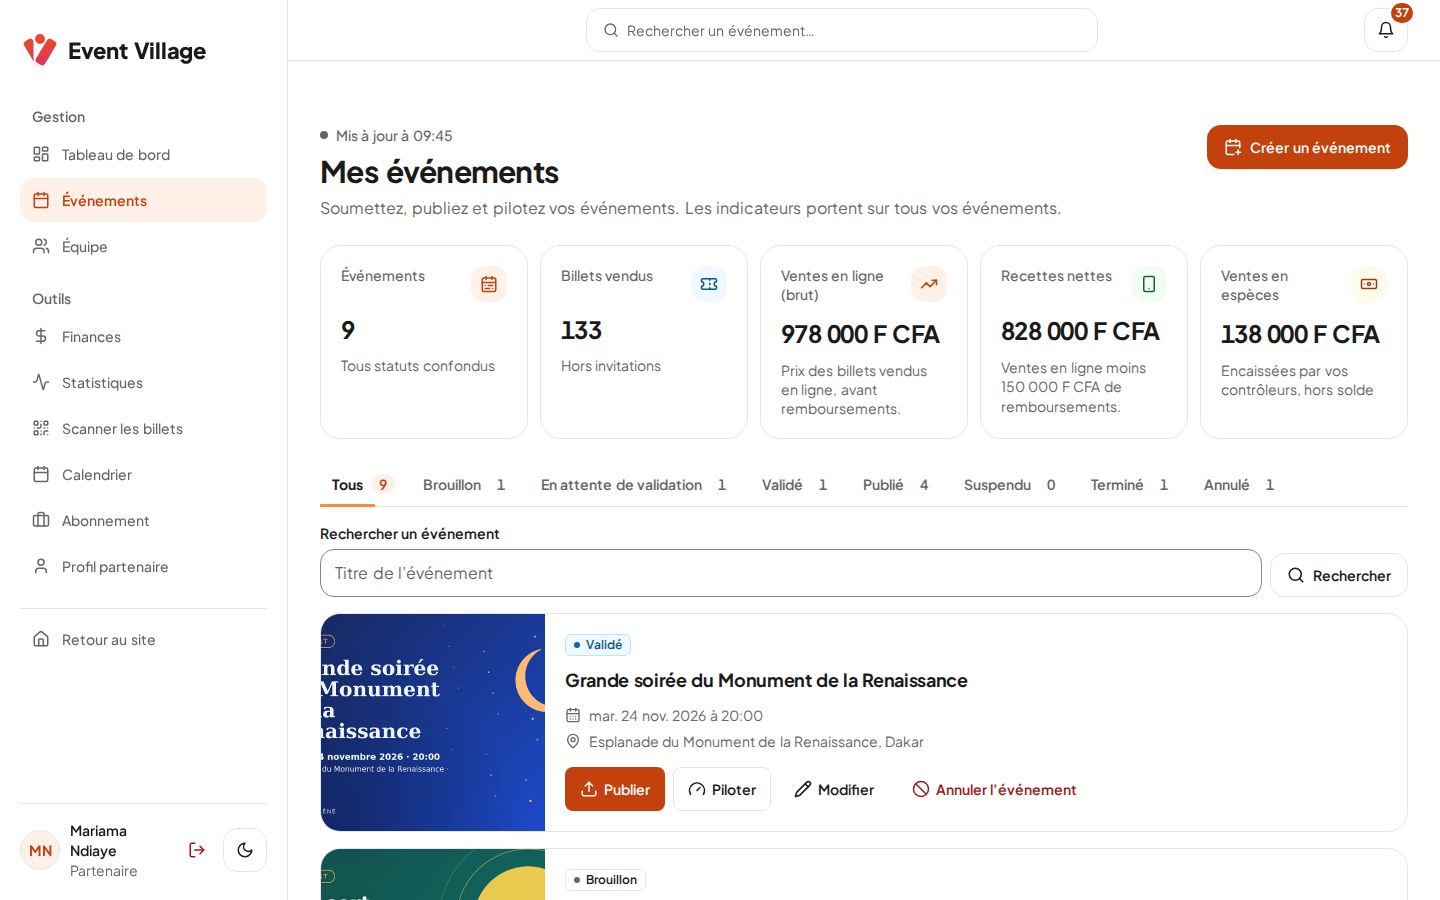 Event Village
Rechercher un événement…
37
Gestion
Tableau de bord
Événements
Équipe
Outils
Finances
Statistiques
Scanner les billets
Calendrier
Abonnement
Profil partenaire
Retour au site
MN
Mariama
Ndiaye
Partenaire
Mis à jour à 09:45
Mes événements
Soumettez, publiez et pilotez vos événements. Les indicateurs portent sur tous vos événements.
Créer un événement
Événements
9
Tous statuts confondus
Billets vendus
133
Hors invitations
Ventes en ligne
(brut)
978 000 F CFA
Prix des billets vendus
en ligne, avant
remboursements.
Recettes nettes
828 000 F CFA
Ventes en ligne moins
150 000 F CFA de
remboursements.
Ventes en
espèces
138 000 F CFA
Encaissées par vos
contrôleurs, hors solde
Tous 9 Brouillon 1 En attente de validation 1 Validé 1 Publié 4 Suspendu 0 Terminé 1 Annulé 1
Rechercher un événement
Titre de l’événement
Rechercher
nde soirée
Monument
a
naissance
4 novembre 2026 · 20:00
du Monument de la Renaissance ·
ÈNE
Validé
Grande soirée du Monument de la Renaissance
mar. 24 nov. 2026 à 20:00
Esplanade du Monument de la Renaissance, Dakar
Publier
Piloter
Modifier
Annuler l’événement
Brouillon